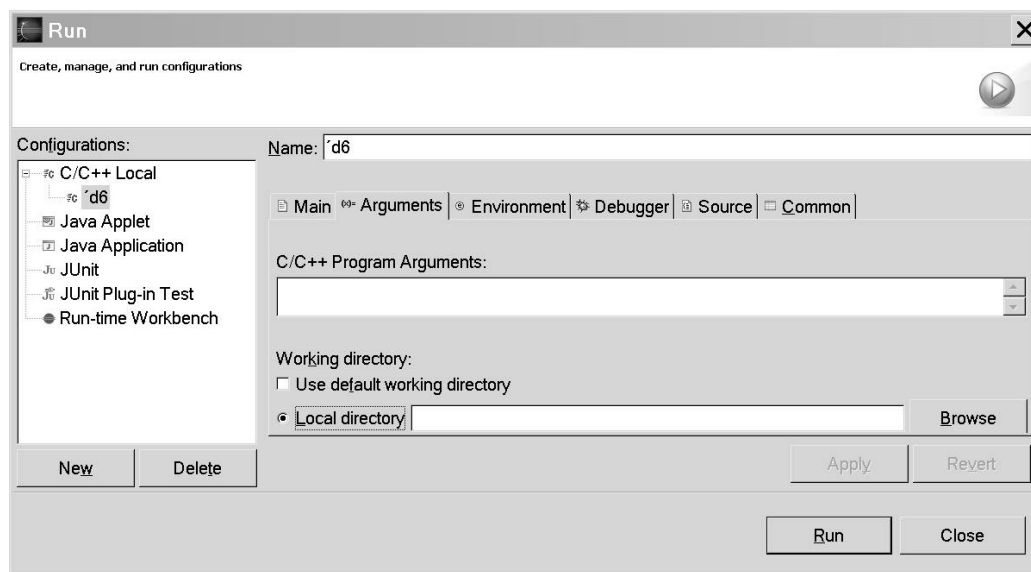 Run
Create, manage, and run configurations
Configurations:
Name: ´d6
C/C++ Local
´d6
Java Applet
Java Application
JUnit
JUnit Plug-in Test
Run-time Workbench
Main Arguments Environment Debugger Source Common
C/C++ Program Arguments:
Working directory:
Use default working directory
Local directory Browse
New Delete
Apply Revert
Run Close